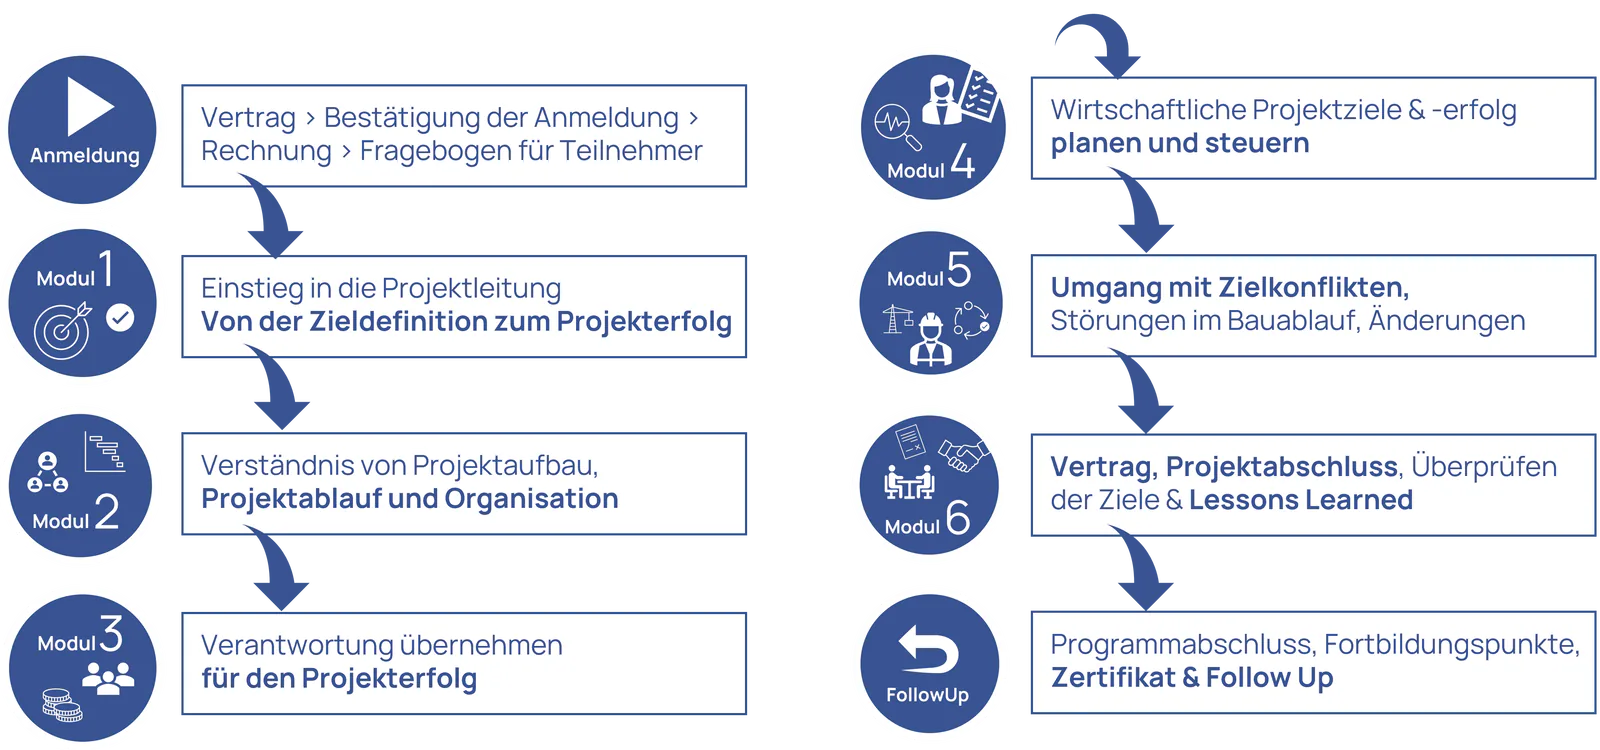 Anmeldung
Vertrag > Bestätigung der Anmeldung >
Rechnung > Fragebogen für Teilnehmer
Modul 1
Einstieg in die Projektleitung
Von der Zieldefinition zum Projekterfolg
Modul 2
Verständnis von Projektaufbau,
Projektablauf und Organisation
Modul 3
Verantwortung übernehmen
für den Projekterfolg
Modul 4
Wirtschaftliche Projektziele & -erfolg
planen und steuern
Modul 5
Umgang mit Zielkonflikten,
Störungen im Bauablauf, Änderungen
Modul 6
Vertrag, Projektabschluss, Überprüfen
der Ziele & Lessons Learned
FollowUp
Programmabschluss, Fortbildungspunkte,
Zertifikat & Follow Up